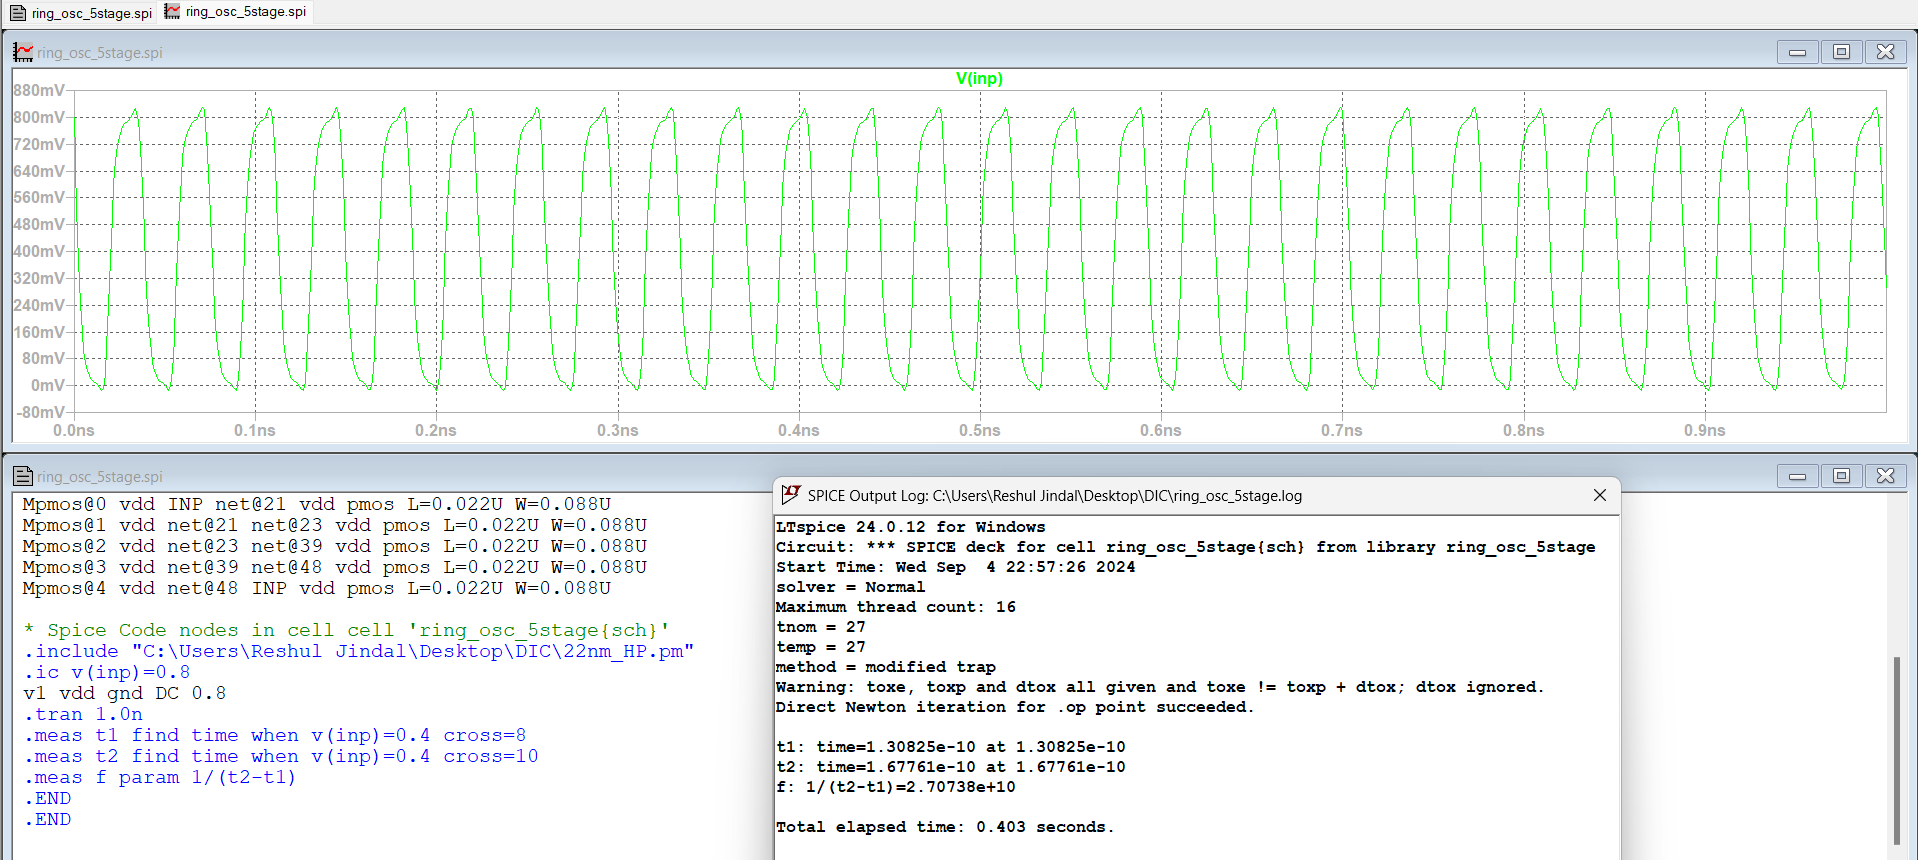 ring_osc_5stage.spi
ring_osc_5stage.spi
ring_osc_5stage.spi
V(inp)
880mV
800mV
720mV
640mV
560mV
480mV
400mV
320mV
240mV
160mV
80mV
0mV
-80mV
0.0ns 0.1ns 0.2ns 0.3ns 0.4ns 0.5ns 0.6ns 0.7ns 0.8ns 0.9ns
ring_osc_5stage.spi
Mpmos@0 vdd INP net@21 vdd pmos L=0.022U W=0.088U
Mpmos@1 vdd net@21 net@23 vdd pmos L=0.022U W=0.088U
Mpmos@2 vdd net@23 net@39 vdd pmos L=0.022U W=0.088U
Mpmos@3 vdd net@39 net@48 vdd pmos L=0.022U W=0.088U
Mpmos@4 vdd net@48 INP vdd pmos L=0.022U W=0.088U
* Spice Code nodes in cell cell 'ring_osc_5stage{sch}'
.include "C:\Users\Reshul Jindal\Desktop\DIC\22nm_HP.pm"
.ic v(inp)=0.8
v1 vdd gnd DC 0.8
.tran 1.0n
.meas t1 find time when v(inp)=0.4 cross=8
.meas t2 find time when v(inp)=0.4 cross=10
.meas f param 1/(t2-t1)
.END
.END
SPICE Output Log: C:\Users\Reshul Jindal\Desktop\DIC\ring_osc_5stage.log
LTspice 24.0.12 for Windows
Circuit: *** SPICE deck for cell ring_osc_5stage{sch} from library ring_osc_5stage
Start Time: Wed Sep  4 22:57:26 2024
solver = Normal
Maximum thread count: 16
tnom = 27
temp = 27
method = modified trap
Warning: toxe, toxp and dtox all given and toxe != toxp + dtox; dtox ignored.
Direct Newton iteration for .op point succeeded.
t1: time=1.30825e-10 at 1.30825e-10
t2: time=1.67761e-10 at 1.67761e-10
f: 1/(t2-t1)=2.70738e+10
Total elapsed time: 0.403 seconds.